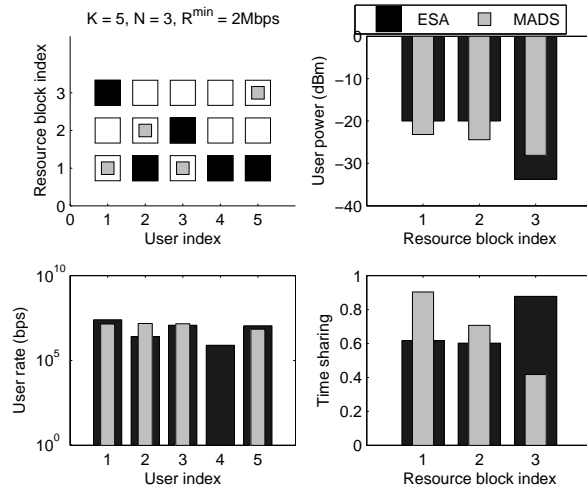 K = 5, N = 3, R^min = 2Mbps
ESA MADS
Resource block index
3
2
1
0
0 1 2 3 4 5
User index
User power (dBm)
0
−10
−20
−30
−40
1 2 3
Resource block index
User rate (bps)
10^10
10^5
10^0
1 2 3 4 5
User index
Time sharing
1
0.8
0.6
0.4
0.2
0
1 2 3
Resource block index